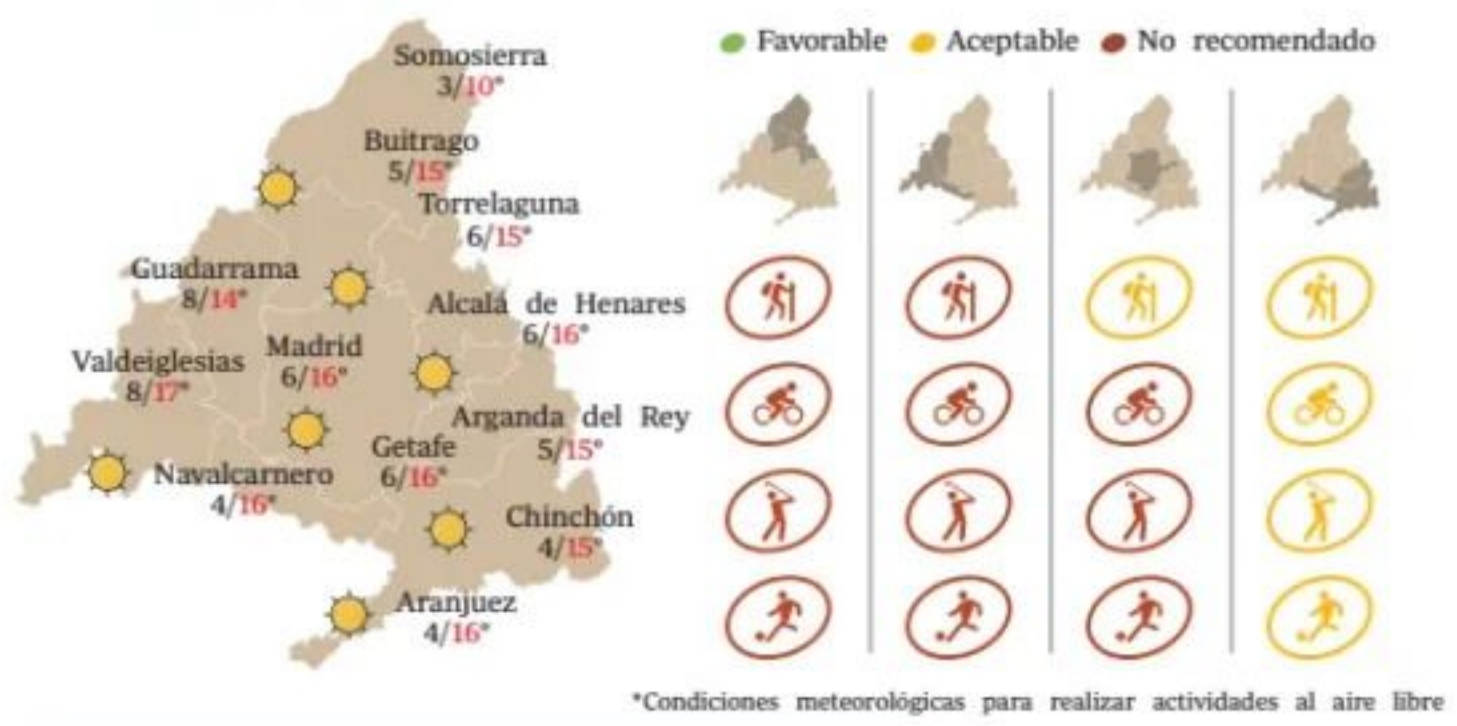 Somosierra
3/10°
Buitrago
5/15°
Torrelaguna
6/15°
Guadarrama
8/14°
Alcalá de Henares
6/16°
Valdeiglesias
8/17°
Madrid
6/16°
Arganda del Rey
5/15°
Getafe
6/16°
Navalcarnero
4/16°
Chinchón
4/15°
Aranjuez
4/16°
Favorable Aceptable No recomendado
*Condiciones meteorológicas para realizar actividades al aire libre